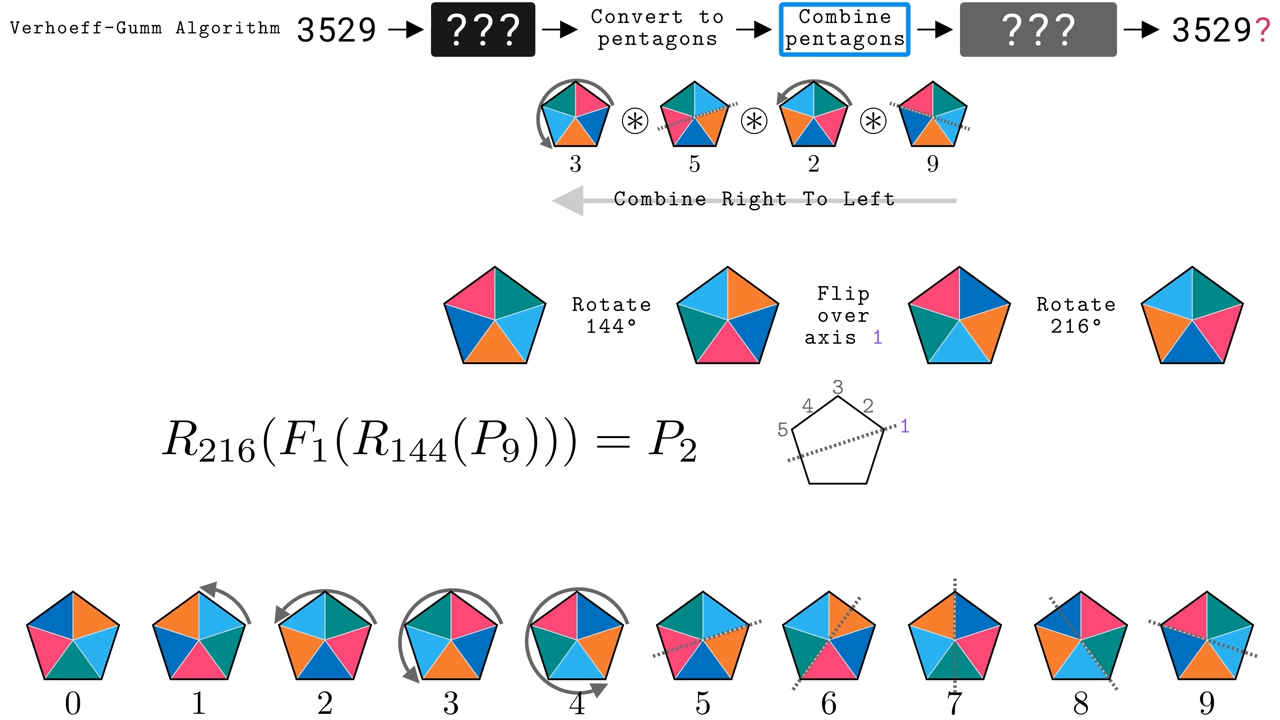 Verhoeff-Gumm Algorithm 3529 ??? Convert to pentagons Combine pentagons ??? 3529?
3 ⊛ 5 ⊛ 2 ⊛ 9
Combine Right To Left
Rotate 144° Flip over axis 1 Rotate 216°
3
4 2
5 1
R₂₁₆(F₁(R₁₄₄(P₉))) = P₂
0 1 2 3 4 5 6 7 8 9